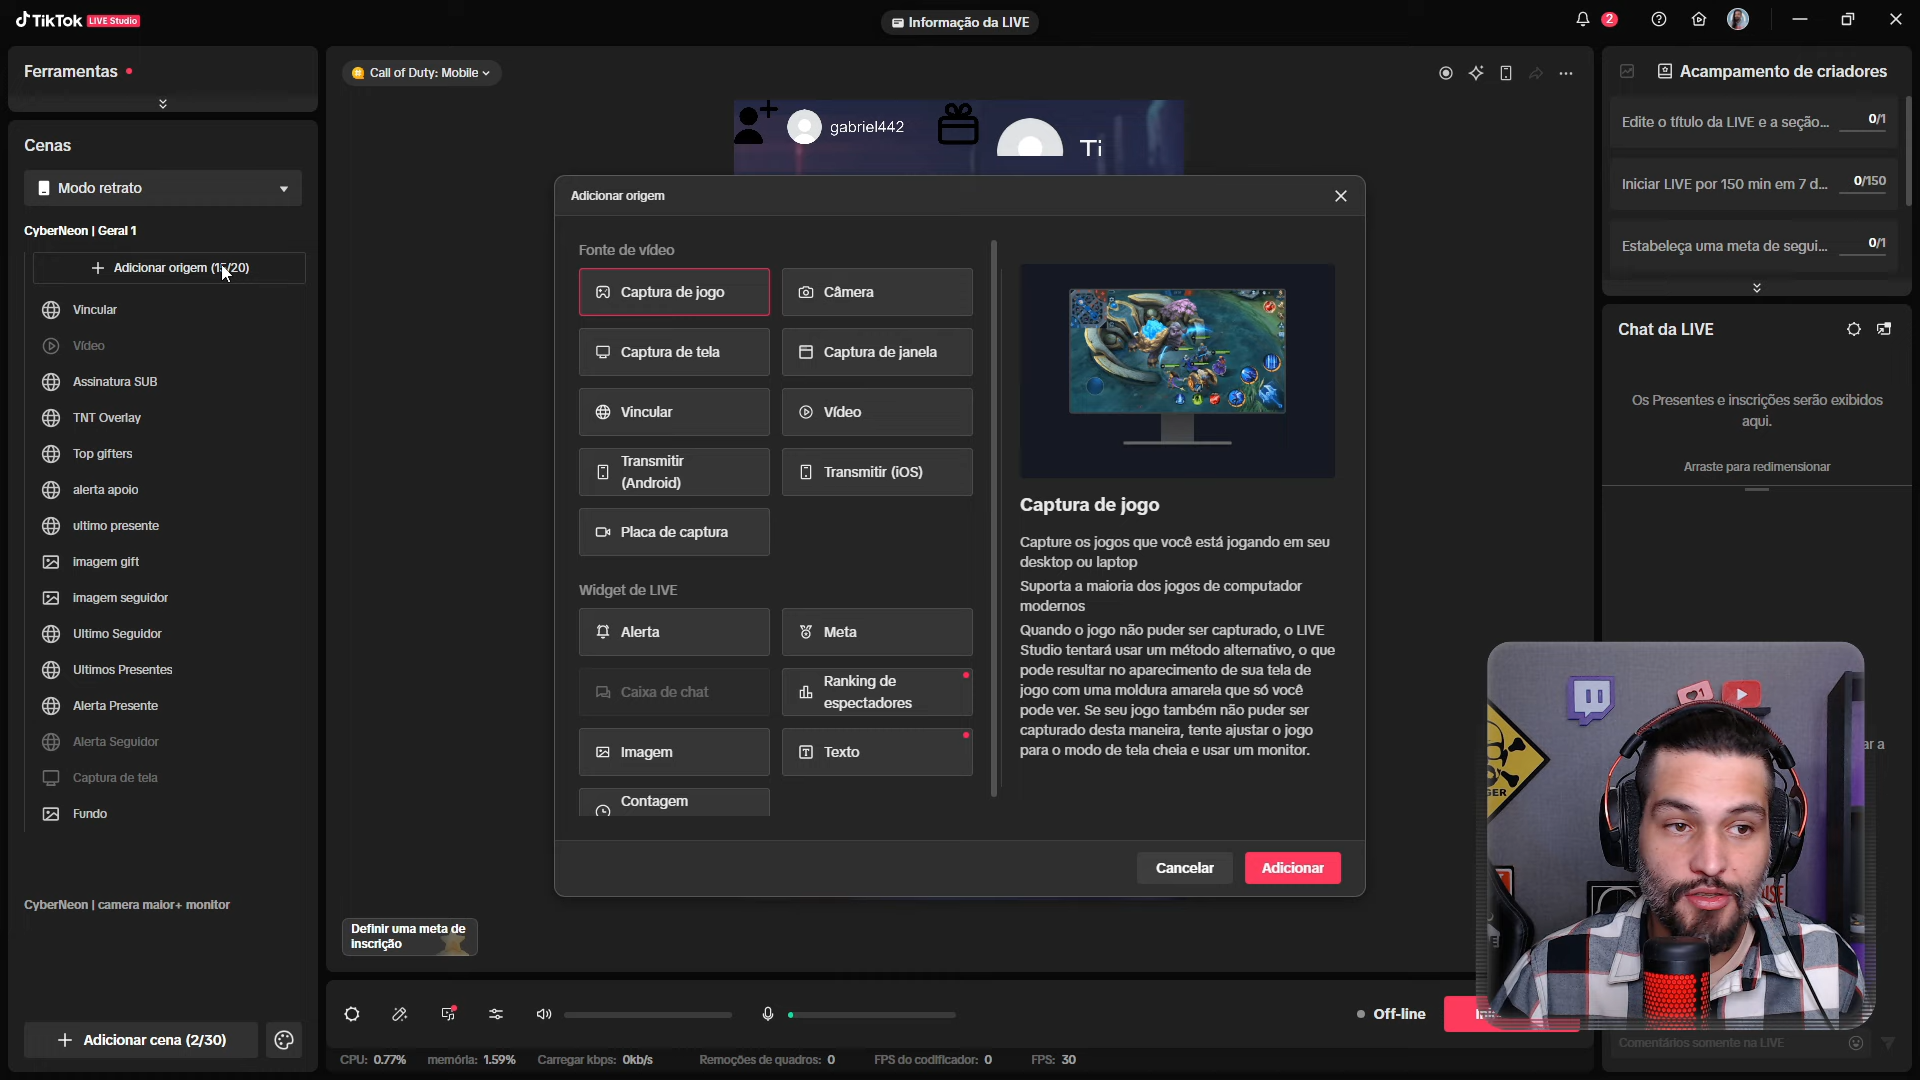 TikTok LIVE Studio
Informação da LIVE
2
Ferramentas
Cenas
Modo retrato
CyberNeon | Geral 1
Adicionar origem (15/20)
Vincular
Vídeo
Assinatura SUB
TNT Overlay
Top gifters
alerta apoio
ultimo presente
imagem gift
imagem seguidor
Ultimo Seguidor
Ultimos Presentes
Alerta Presente
Alerta Seguidor
Captura de tela
Fundo
CyberNeon | camera maior+ monitor
Adicionar cena (2/30)
Call of Duty: Mobile
gabriel442
Ti
Adicionar origem
Fonte de vídeo
Captura de jogo
Câmera
Captura de tela
Captura de janela
Vincular
Vídeo
Transmitir
(Android)
Transmitir (iOS)
Placa de captura
Widget de LIVE
Alerta
Meta
Caixa de chat
Ranking de
espectadores
Imagem
Texto
Contagem
Captura de jogo
Capture os jogos que você está jogando em seu
desktop ou laptop
Suporta a maioria dos jogos de computador
modernos
Quando o jogo não puder ser capturado, o LIVE
Studio tentará usar um método alternativo, o que
pode resultar no aparecimento de sua tela de
jogo com uma moldura amarela que só você
pode ver. Se seu jogo também não puder ser
capturado desta maneira, tente ajustar o jogo
para o modo de tela cheia e usar um monitor.
Cancelar
Adicionar
Definir uma meta de
inscrição
Off-line
CPU: 0.77%
memória: 1.59%
Carregar kbps: 0kb/s
Remoções de quadros: 0
FPS do codificador: 0
FPS: 30
Acampamento de criadores
Edite o título da LIVE e a seção... 0/1
Iniciar LIVE por 150 min em 7 d... 0/150
Estabeleça uma meta de segui... 0/1
Chat da LIVE
Os Presentes e inscrições serão exibidos
aqui.
Arraste para redimensionar
ar a
Comentários somente na LIVE